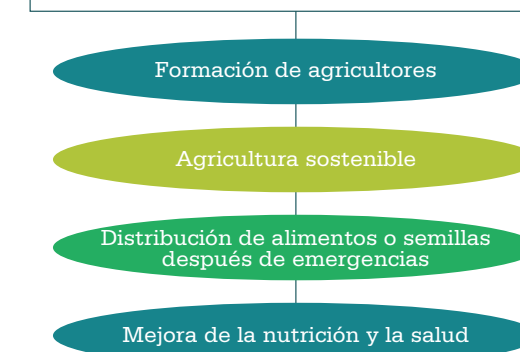 Formación de agricultores
Agricultura sostenible
Distribución de alimentos o semillas
después de emergencias
Mejora de la nutrición y la salud